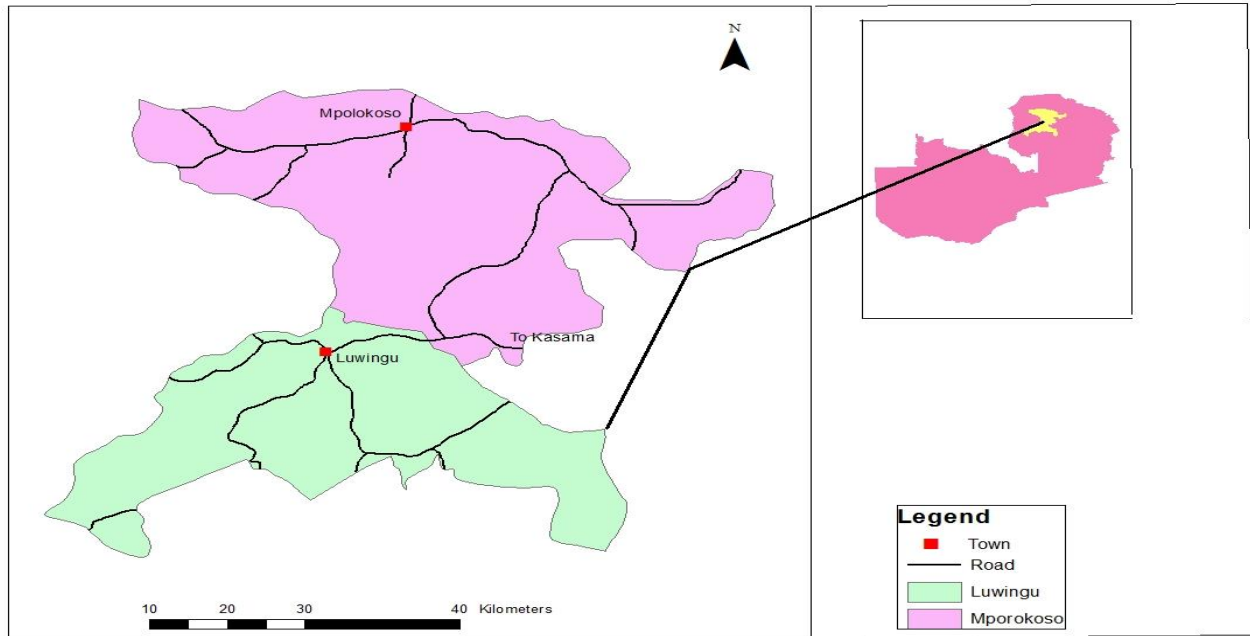 N
Mpolokoso
To Kasama
Luwingu
10 20 30 40 Kilometers
Legend
Town
Road
Luwingu
Mporokoso